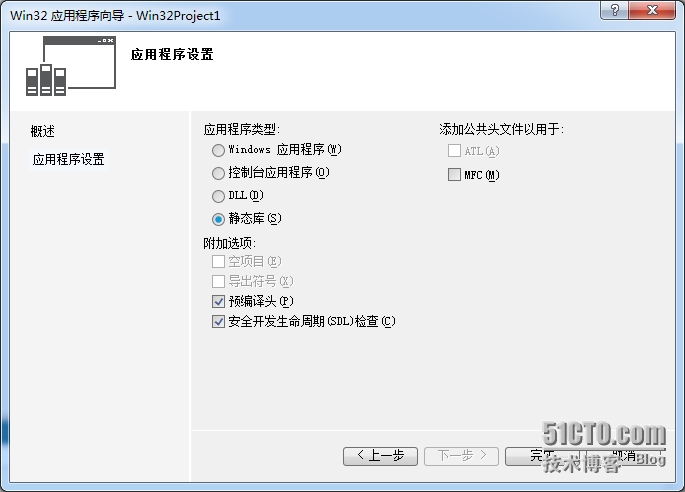 Win32 应用程序向导 - Win32Project1
应用程序设置
概述
应用程序设置
应用程序类型:
Windows 应用程序(W)
控制台应用程序(O)
DLL(D)
静态库(S)
附加选项:
空项目(E)
导出符号(X)
预编译头(P)
安全开发生命周期(SDL)检查(C)
添加公共头文件以用于:
ATL(A)
MFC(M)
< 上一步
下一步 >
完
取消
51CTO.com
技术博客 Blog